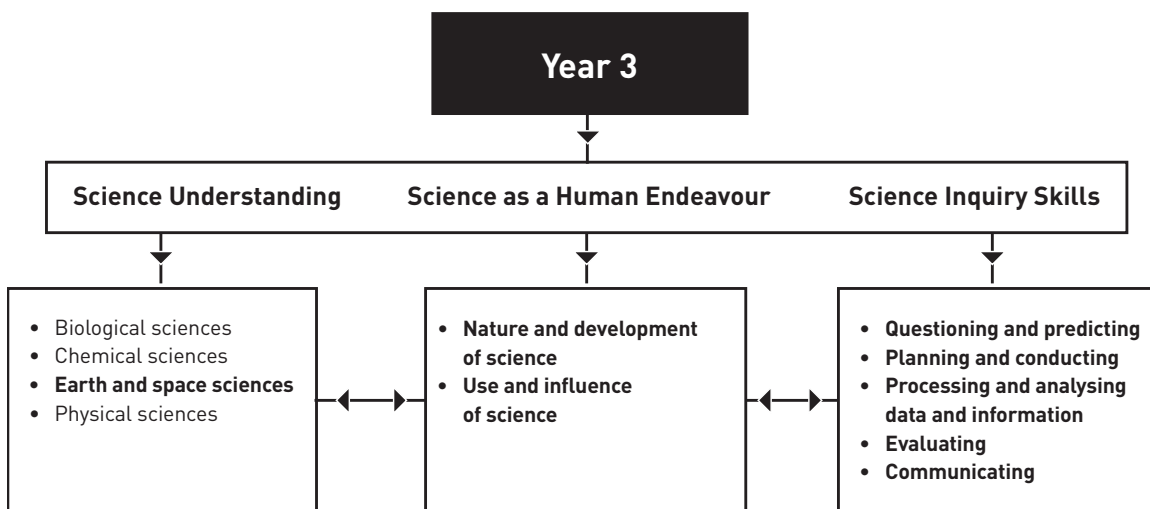 Year 3
Science Understanding
Science as a Human Endeavour
Science Inquiry Skills
• Biological sciences
• Chemical sciences
• Earth and space sciences
• Physical sciences
• Nature and development
of science
• Use and influence
of science
• Questioning and predicting
• Planning and conducting
• Processing and analysing
data and information
• Evaluating
• Communicating